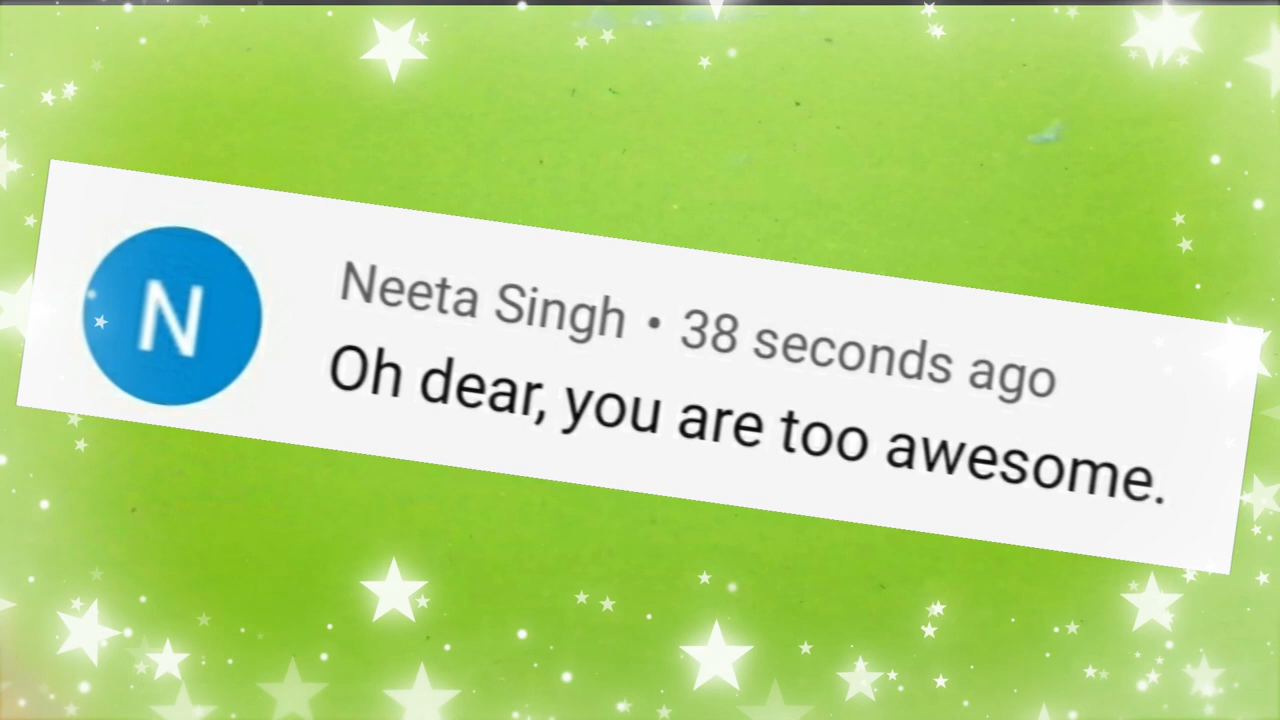 N
Neeta Singh • 38 seconds ago
Oh dear, you are too awesome.